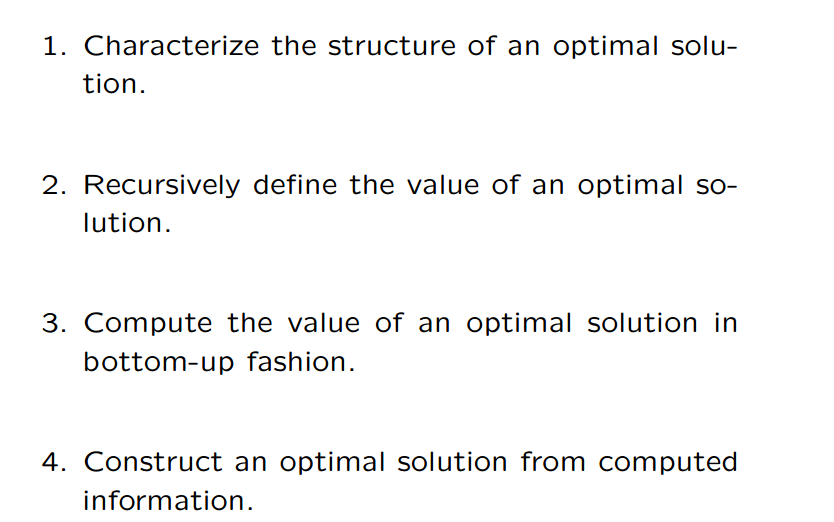 1. Characterize the structure of an optimal solu-
tion.
2. Recursively define the value of an optimal so-
lution.
3. Compute the value of an optimal solution in
bottom-up fashion.
4. Construct an optimal solution from computed
information.